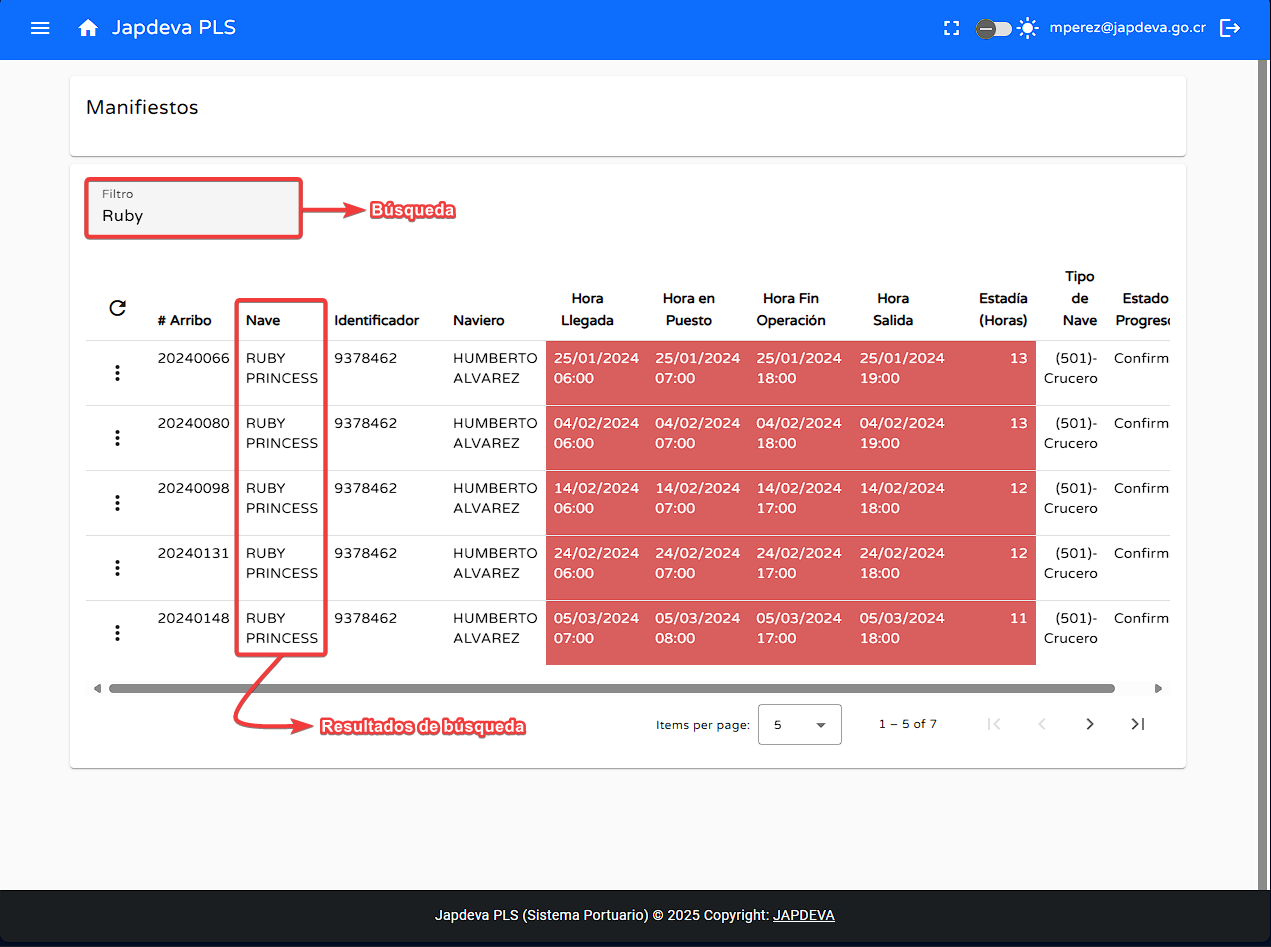 Japdeva PLS
mperez@japdeva.go.cr
Manifiestos
Filtro
Ruby
Búsqueda
# Arribo Nave Identificador Naviero Hora Llegada Hora en Puesto Hora Fin Operación Hora Salida Estadía (Horas) Tipo de Nave Estado Progres
20240066 RUBY PRINCESS 9378462 HUMBERTO ALVAREZ 25/01/2024 06:00 25/01/2024 07:00 25/01/2024 18:00 25/01/2024 19:00 13 (501)- Crucero Confirm
20240080 RUBY PRINCESS 9378462 HUMBERTO ALVAREZ 04/02/2024 06:00 04/02/2024 07:00 04/02/2024 18:00 04/02/2024 19:00 13 (501)- Crucero Confirm
20240098 RUBY PRINCESS 9378462 HUMBERTO ALVAREZ 14/02/2024 06:00 14/02/2024 07:00 14/02/2024 17:00 14/02/2024 18:00 12 (501)- Crucero Confirm
20240131 RUBY PRINCESS 9378462 HUMBERTO ALVAREZ 24/02/2024 06:00 24/02/2024 07:00 24/02/2024 17:00 24/02/2024 18:00 12 (501)- Crucero Confirm
20240148 RUBY PRINCESS 9378462 HUMBERTO ALVAREZ 05/03/2024 07:00 05/03/2024 08:00 05/03/2024 17:00 05/03/2024 18:00 11 (501)- Crucero Confirm
Resultados de búsqueda
Items per page: 5 1 – 5 of 7
Japdeva PLS (Sistema Portuario) © 2025 Copyright: JAPDEVA